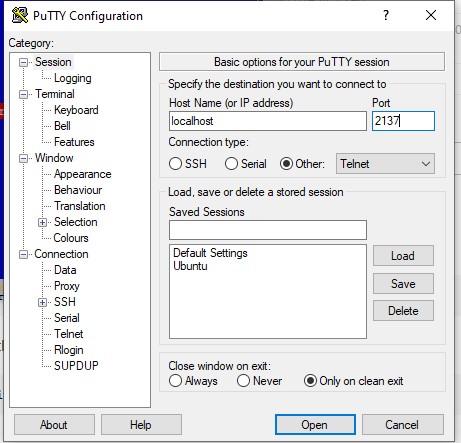 PuTTY Configuration
?
Category:
Session
Logging
Terminal
Keyboard
Bell
Features
Window
Appearance
Behaviour
Translation
Selection
Colours
Connection
Data
Proxy
SSH
Serial
Telnet
Rlogin
SUPDUP
Basic options for your PuTTY session
Specify the destination you want to connect to
Host Name (or IP address) Port
localhost 2137
Connection type:
SSH Serial Other: Telnet
Load, save or delete a stored session
Saved Sessions
Default Settings
Ubuntu
Load
Save
Delete
Close window on exit:
Always Never Only on clean exit
About Help Open Cancel